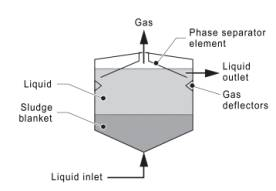 Gas
Phase separator
element
Liquid
outlet
Liquid
Gas
deflectors
Sludge
blanket
Liquid inlet